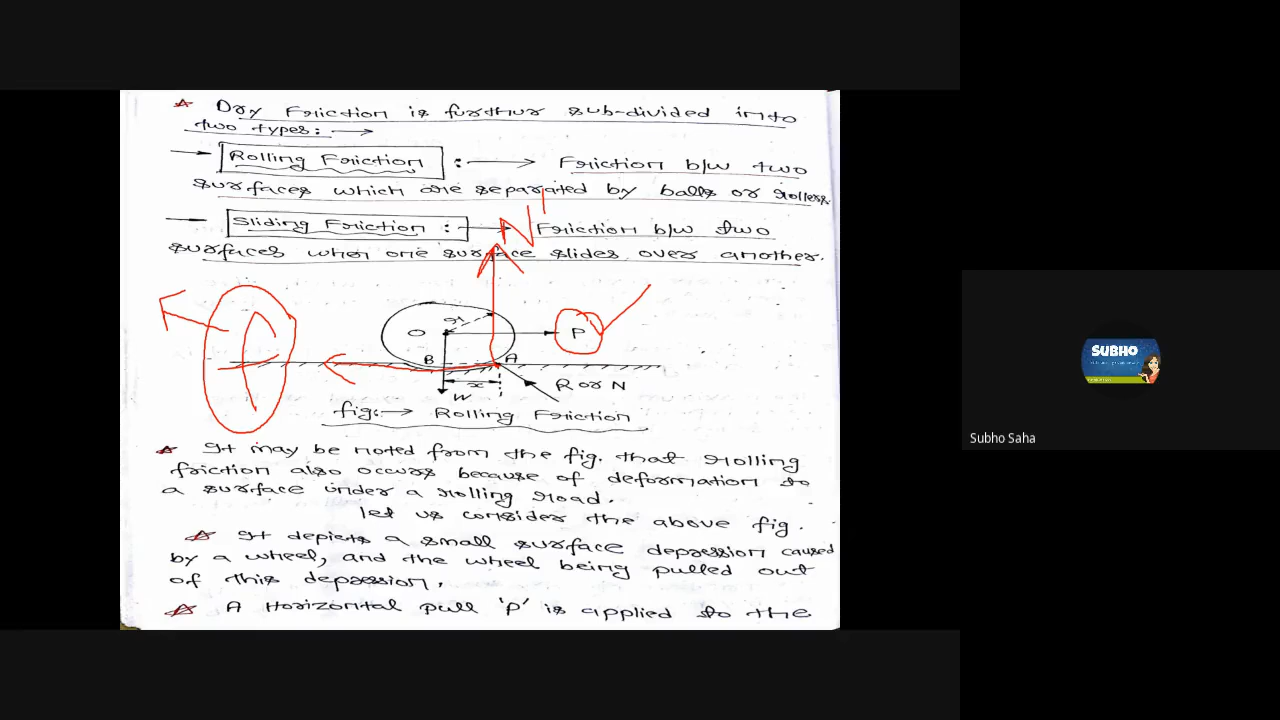 ☆ Dry Friction is furthur sub-divided into
two types: →
→ Rolling Friction : → Friction b/w two
surfaces which are separated by balls or rollers.
→ Sliding Friction : → Friction b/w two
surfaces when one surface slides over another.
N'
F
O
r
P
B
A
x
W
R or N
fig: → Rolling Friction
☆ It may be noted from the fig. that rolling
friction also occurs because of deformation to
a surface under a rolling road.
let us consider the above fig.
☆ It depicts a small surface depression caused
by a wheel, and the wheel being pulled out
of this depression.
☆ A Horizontal pull 'P' is applied to the
SUBHO
Subho Saha